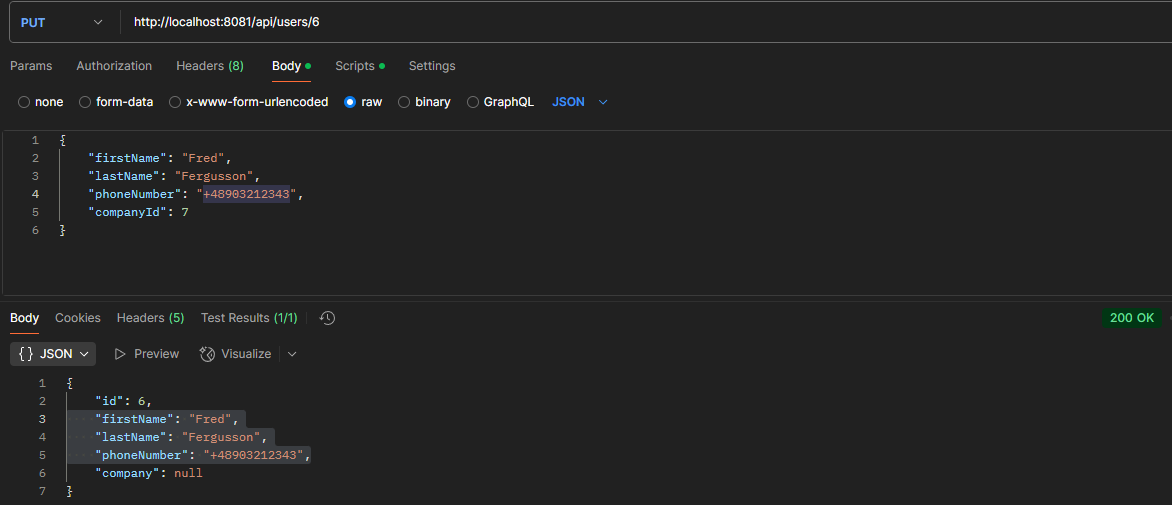 PUT http://localhost:8081/api/users/6
Params Authorization Headers (8) Body Scripts Settings
none form-data x-www-form-urlencoded raw binary GraphQL JSON
1 {
2 "firstName": "Fred",
3 "lastName": "Fergusson",
4 "phoneNumber": "+48903212343",
5 "companyId": 7
6 }
Body Cookies Headers (5) Test Results (1/1) 200 OK
{} JSON Preview Visualize
1 {
2 "id": 6,
3 "firstName": "Fred",
4 "lastName": "Fergusson",
5 "phoneNumber": "+48903212343",
6 "company": null
7 }